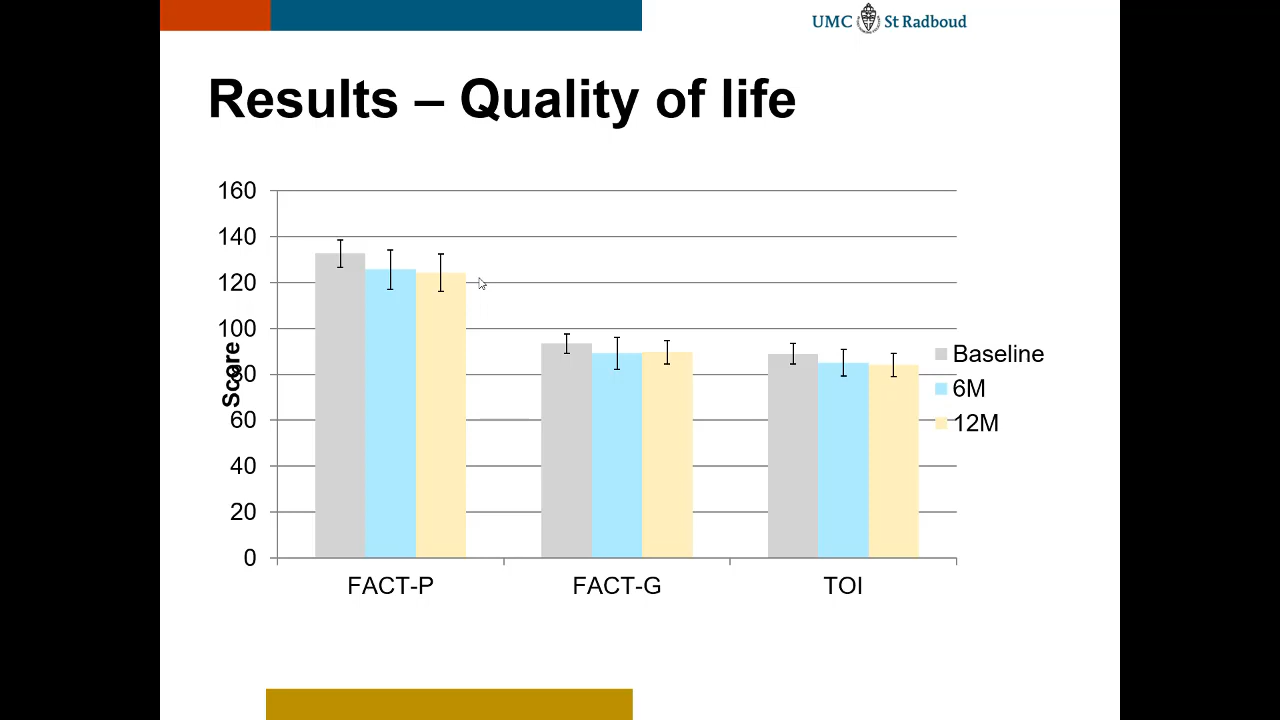 UMC St Radboud
Results – Quality of life
160
140
120
100
80
60
40
20
0
Score
FACT-P
FACT-G
TOI
Baseline
6M
12M